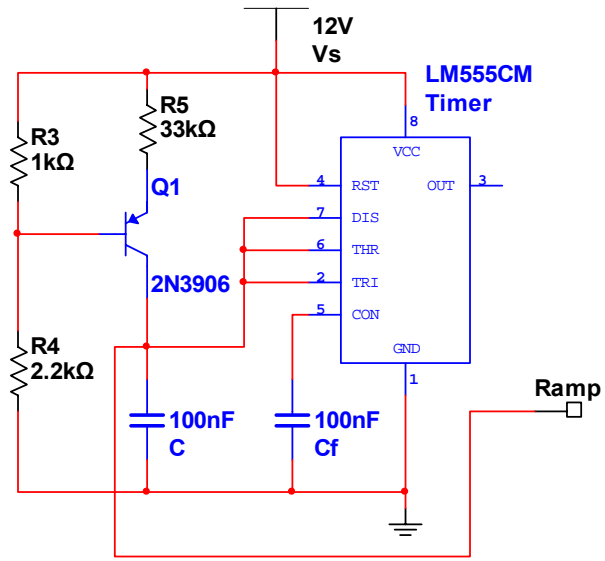 12V
Vs
LM555CM
Timer
R5
33kΩ
R3
1kΩ
8
VCC
Q1
4
RST
OUT
3
7
DIS
6
THR
2N3906
2
TRI
5
CON
R4
2.2kΩ
GND
1
Ramp
100nF
C
100nF
Cf